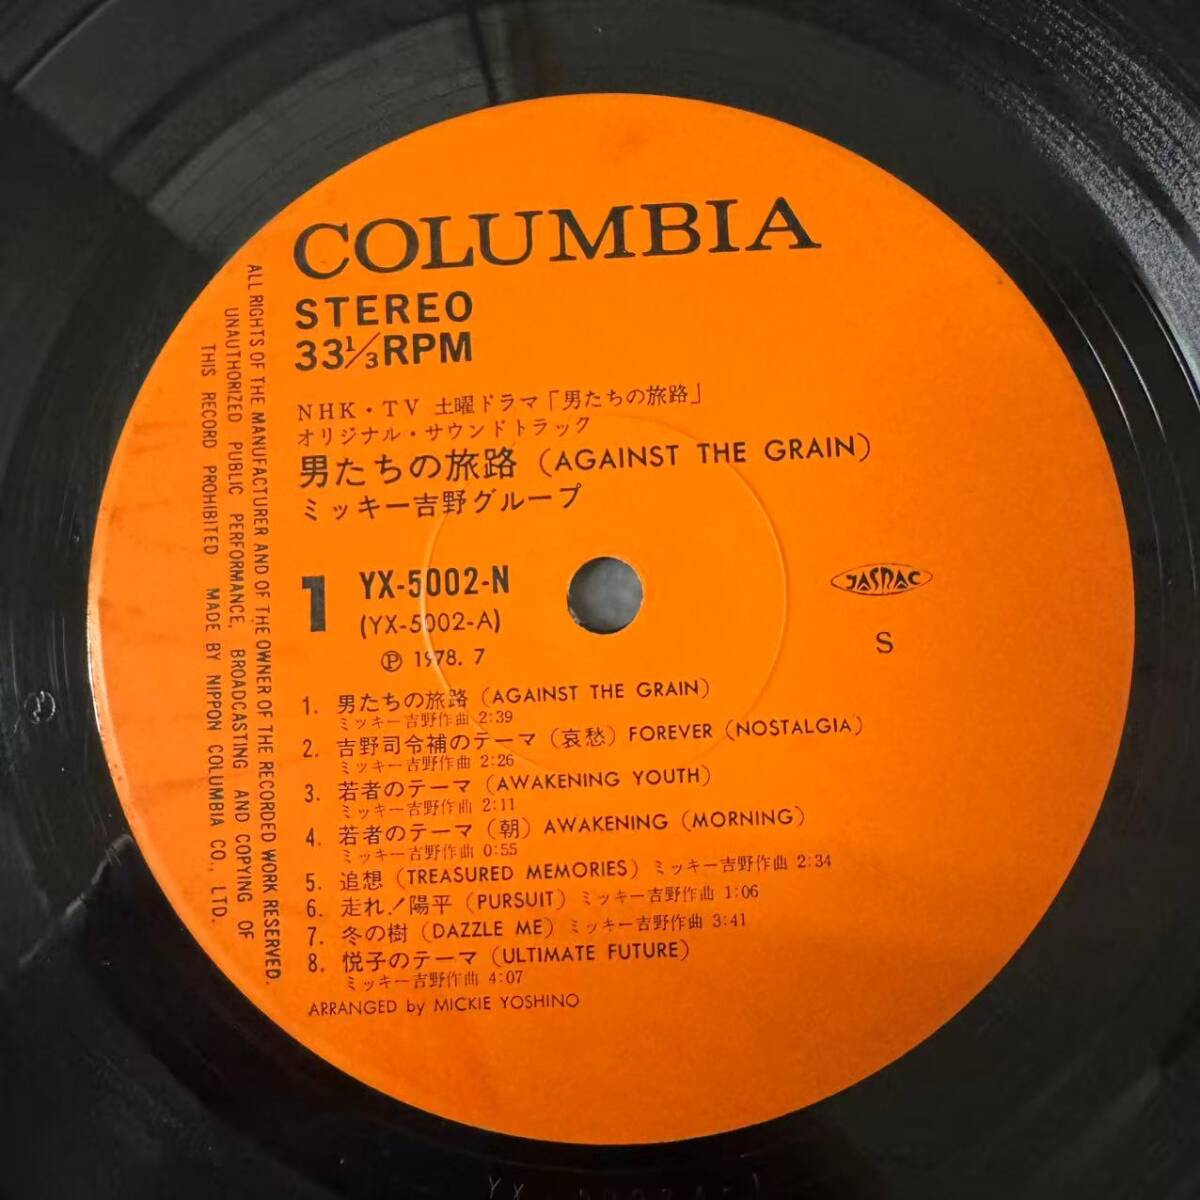 COLUMBIA
STEREO
33⅓RPM
NHK・TV 土曜ドラマ「男たちの旅路」
オリジナル・サウンドトラック
男たちの旅路 (AGAINST THE GRAIN)
ミッキー吉野グループ
1 YX-5002-N
(YX-5002-A)
Ⓟ 1978. 7
JASRAC
S
1. 男たちの旅路 (AGAINST THE GRAIN)
ミッキー吉野作曲 2:39
2. 吉野司令補のテーマ (哀愁) FOREVER (NOSTALGIA)
ミッキー吉野作曲 2:26
3. 若者のテーマ (AWAKENING YOUTH)
ミッキー吉野作曲 2:11
4. 若者のテーマ (朝) AWAKENING (MORNING)
ミッキー吉野作曲 0:55
5. 追想 (TREASURED MEMORIES) ミッキー吉野作曲 2:34
6. 走れ!陽平 (PURSUIT) ミッキー吉野作曲 1:06
7. 冬の樹 (DAZZLE ME) ミッキー吉野作曲 3:41
8. 悦子のテーマ (ULTIMATE FUTURE)
ミッキー吉野作曲 4:07
ARRANGED by MICKIE YOSHINO
ALL RIGHTS OF THE MANUFACTURER AND OF THE OWNER OF THE RECORDED WORK RESERVED.
UNAUTHORIZED PUBLIC PERFORMANCE, BROADCASTING AND COPYING OF
THIS RECORD PROHIBITED MADE BY NIPPON COLUMBIA CO., LTD.